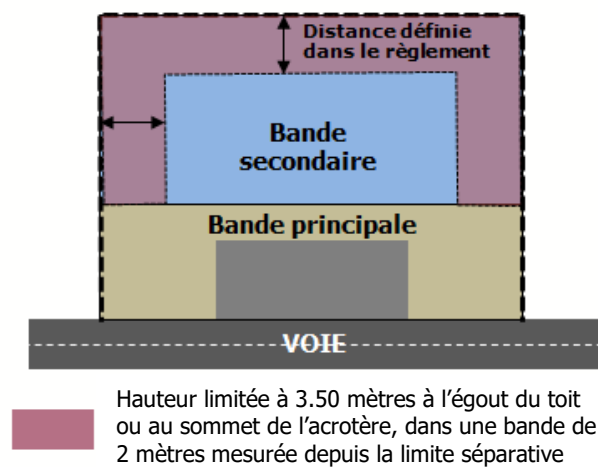 Distance définie
dans le règlement
Bande
secondaire
Bande principale
VOIE
Hauteur limitée à 3.50 mètres à l'égout du toit
ou au sommet de l'acrotère, dans une bande de
2 mètres mesurée depuis la limite séparative